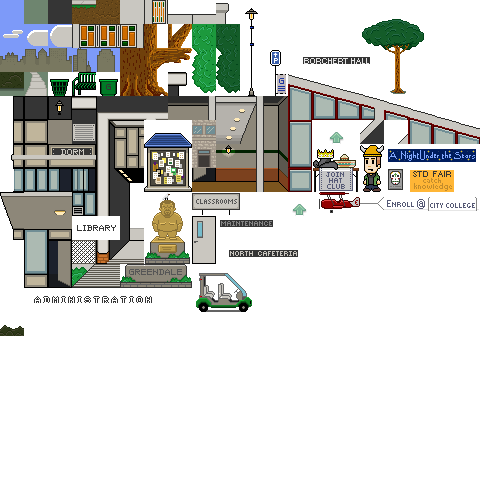 BORCHERT HALL
P
G
DORM
A Night Under the Stars
JOIN
HAT
CLUB
STD FAIR
catch
knowledge
CLASSROOMS
ENROLL @ CITY COLLEGE
MAINTENANCE
LIBRARY
NORTH CAFETERIA
GREENDALE
ADMINISTRATION